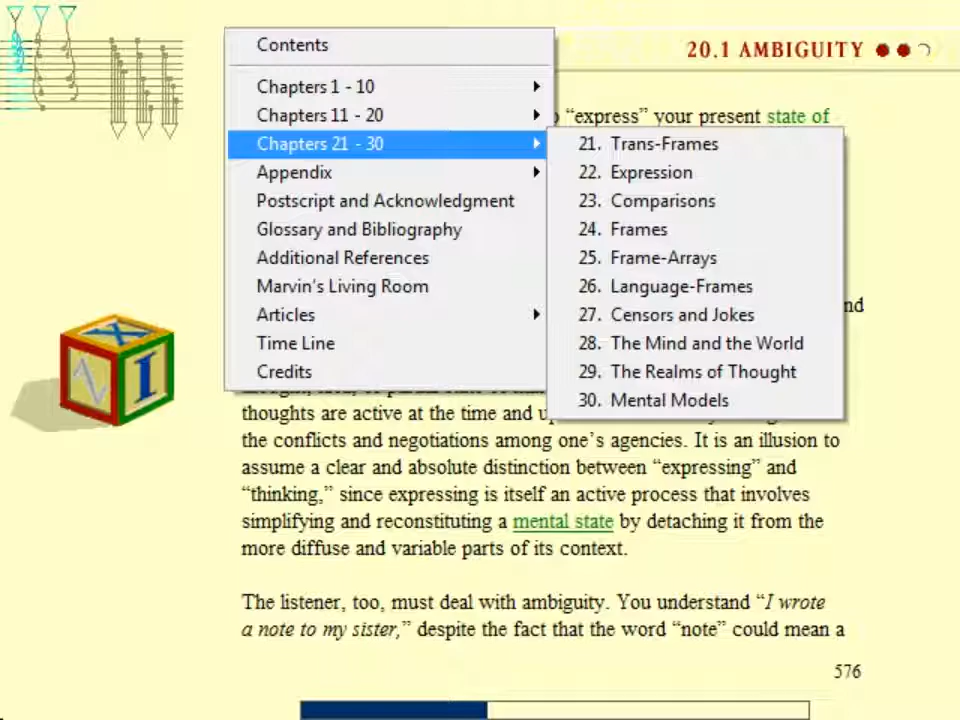 20.1 AMBIGUITY
Contents
Chapters 1 - 10
Chapters 11 - 20
Chapters 21 - 30
Appendix
Postscript and Acknowledgment
Glossary and Bibliography
Additional References
Marvin's Living Room
Articles
Time Line
Credits
“express” your present state of
21. Trans-Frames
22. Expression
23. Comparisons
24. Frames
25. Frame-Arrays
26. Language-Frames
27. Censors and Jokes
28. The Mind and the World
29. The Realms of Thought
30. Mental Models
thoughts are active at the time and
the conflicts and negotiations among one's agencies. It is an illusion to
assume a clear and absolute distinction between “expressing” and
“thinking,” since expressing is itself an active process that involves
simplifying and reconstituting a mental state by detaching it from the
more diffuse and variable parts of its context.
The listener, too, must deal with ambiguity. You understand “I wrote
a note to my sister,” despite the fact that the word “note” could mean a
576